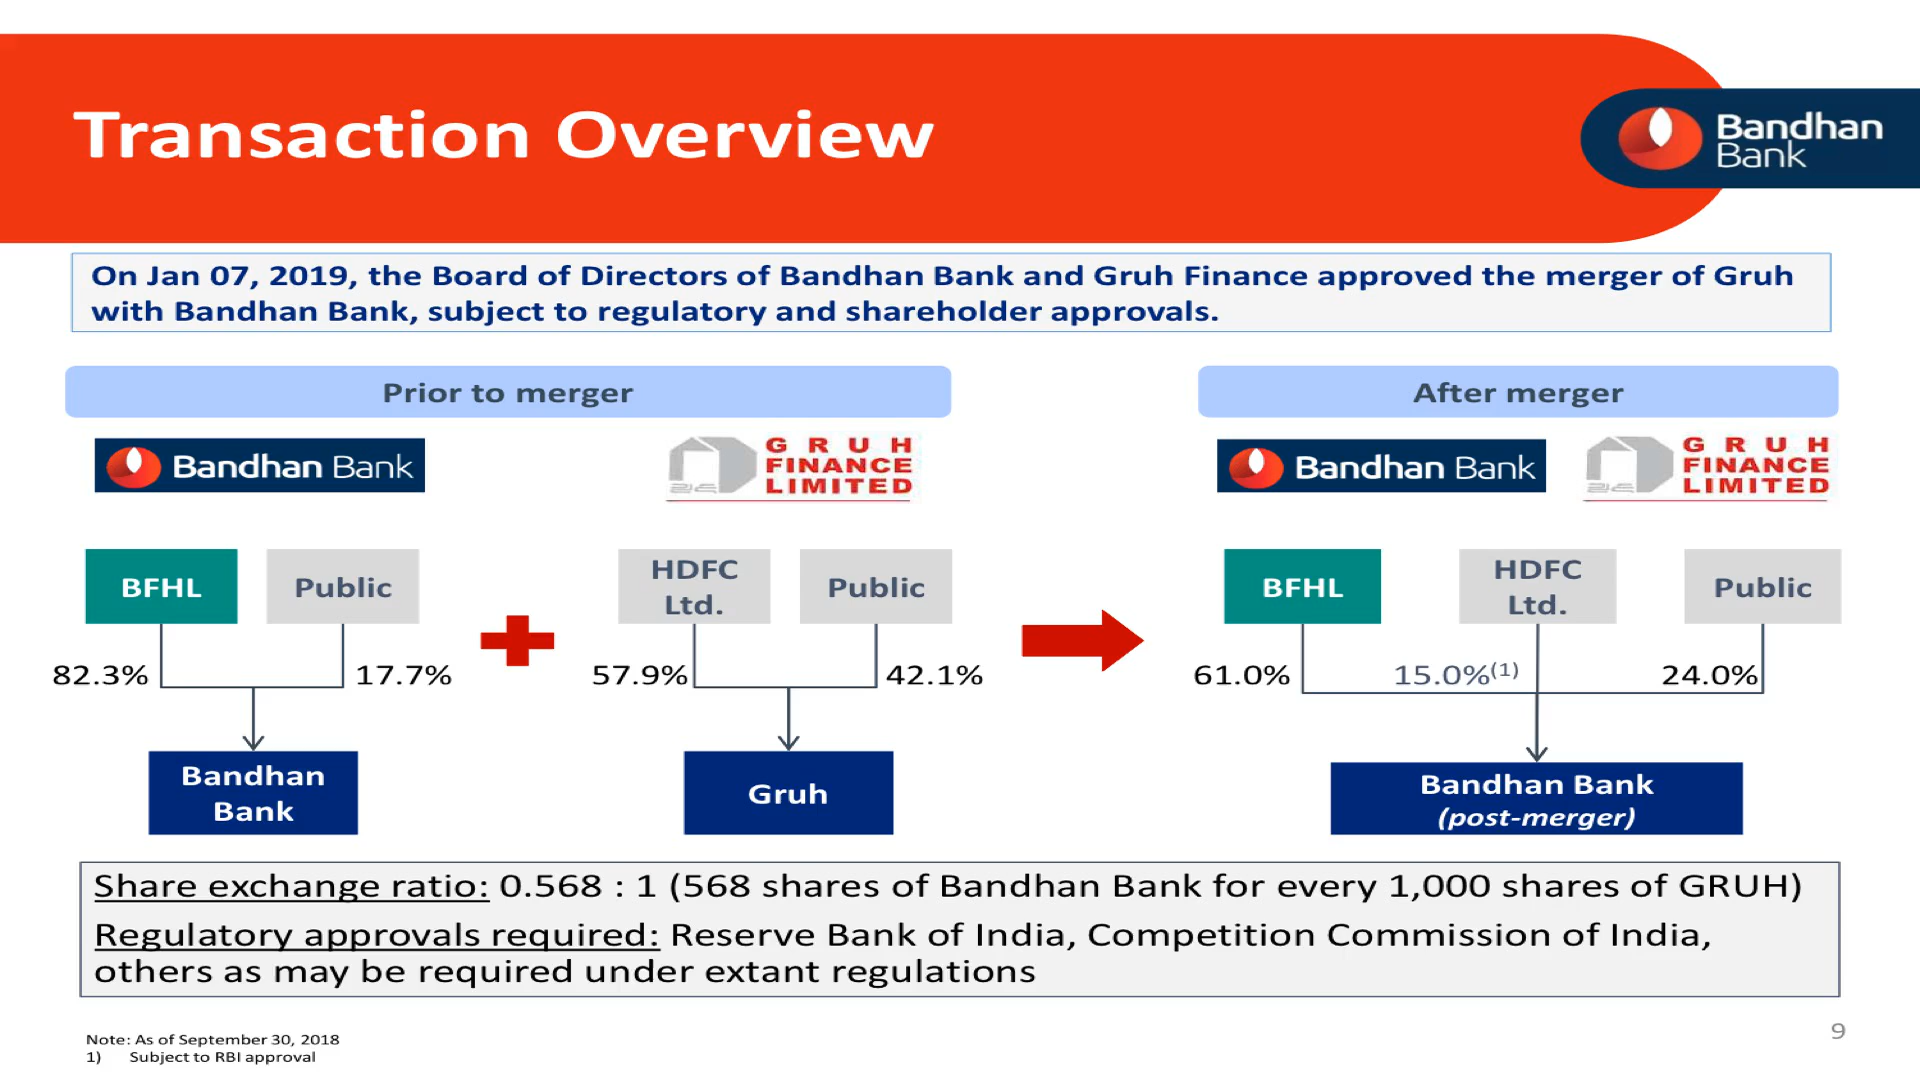 Transaction Overview
Bandhan
Bank
On Jan 07, 2019, the Board of Directors of Bandhan Bank and Gruh Finance approved the merger of Gruh
with Bandhan Bank, subject to regulatory and shareholder approvals.
Prior to merger
After merger
Bandhan Bank
GRUH
FINANCE
LIMITED
Bandhan Bank
GRUH
FINANCE
LIMITED
BFHL
Public
HDFC
Ltd.
Public
BFHL
HDFC
Ltd.
Public
82.3%
17.7%
57.9%
42.1%
61.0%
15.0%(1)
24.0%
Bandhan
Bank
Gruh
Bandhan Bank
(post-merger)
Share exchange ratio: 0.568 : 1 (568 shares of Bandhan Bank for every 1,000 shares of GRUH)
Regulatory approvals required: Reserve Bank of India, Competition Commission of India,
others as may be required under extant regulations
Note: As of September 30, 2018
1) Subject to RBI approval
9